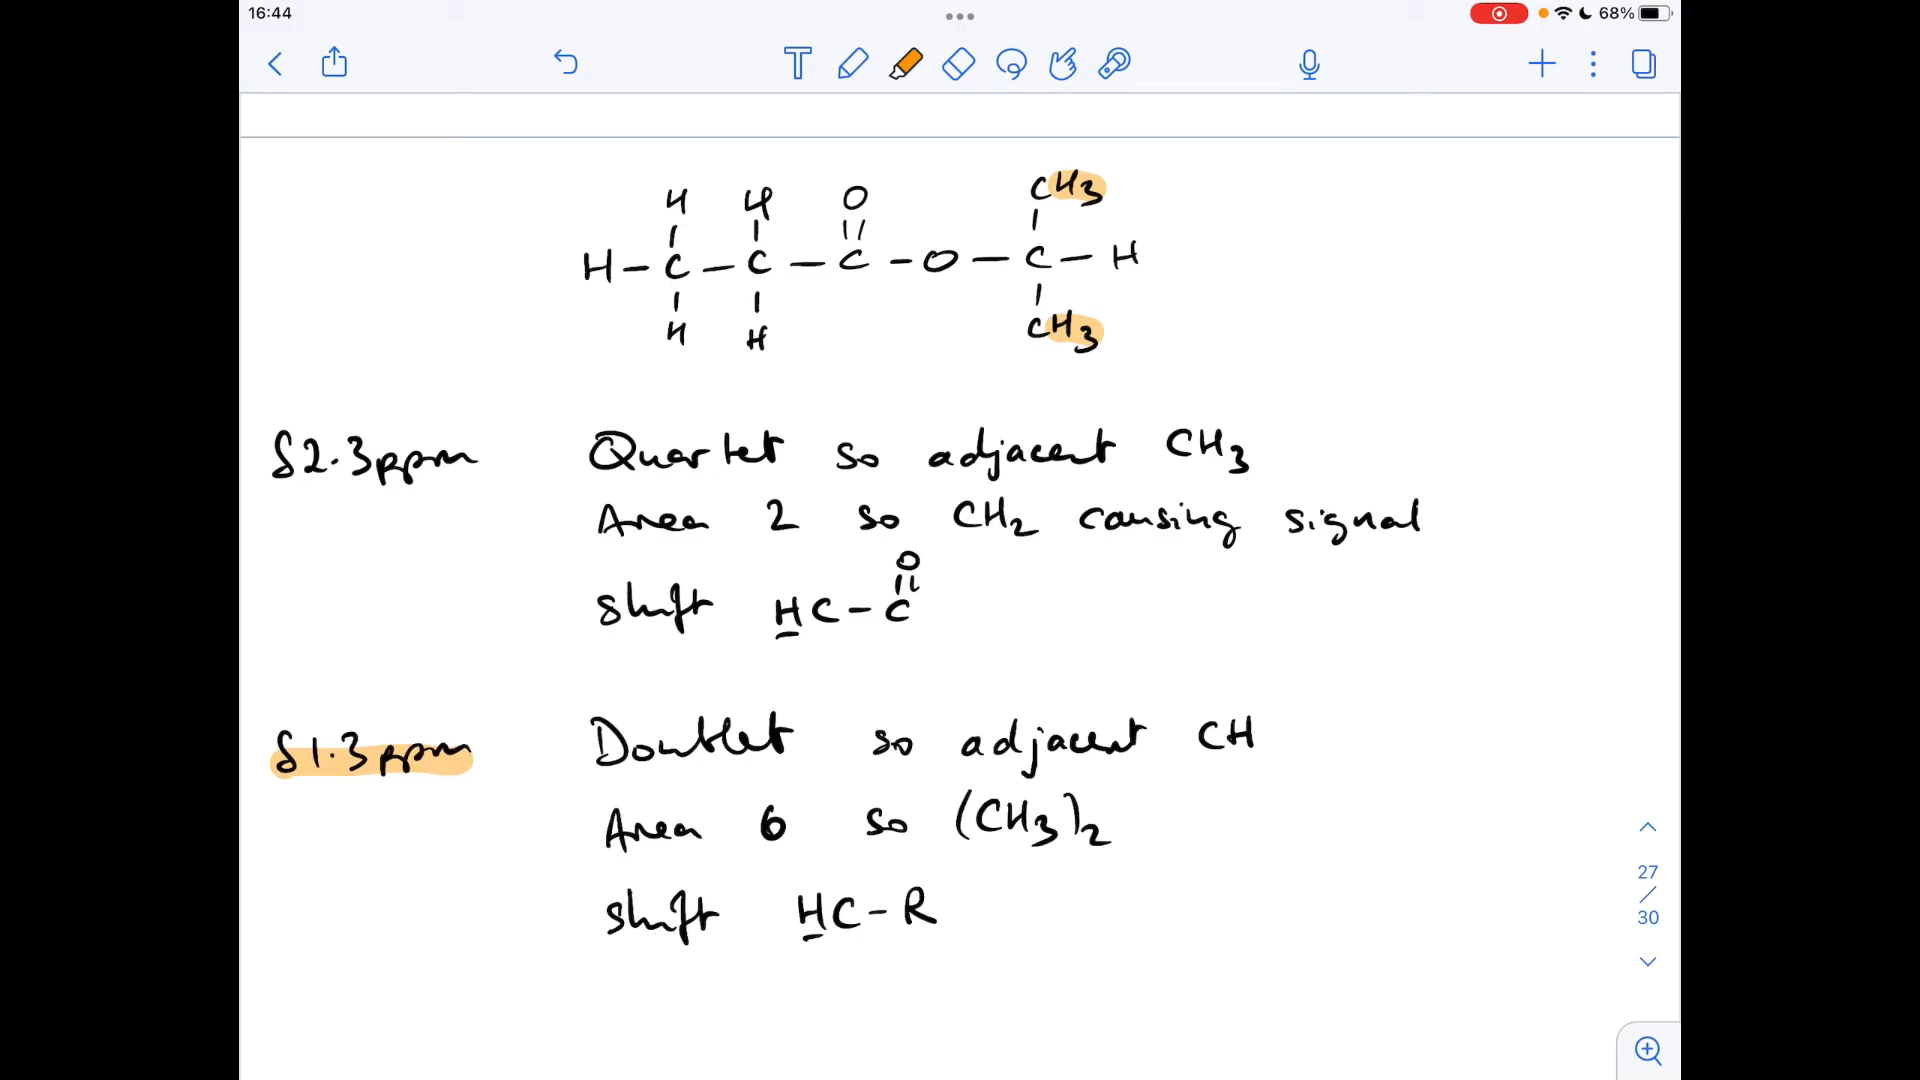 16:44
68%
T
H H O CH3
H - C - C - C - O - C - H
H H CH3
δ2.3ppm Quartet so adjacent CH3
Area 2 so CH2 causing signal
O
shift HC - C
δ1.3ppm Doublet so adjacent CH
Area 6 so (CH3)2
shift HC - R
27
/
30